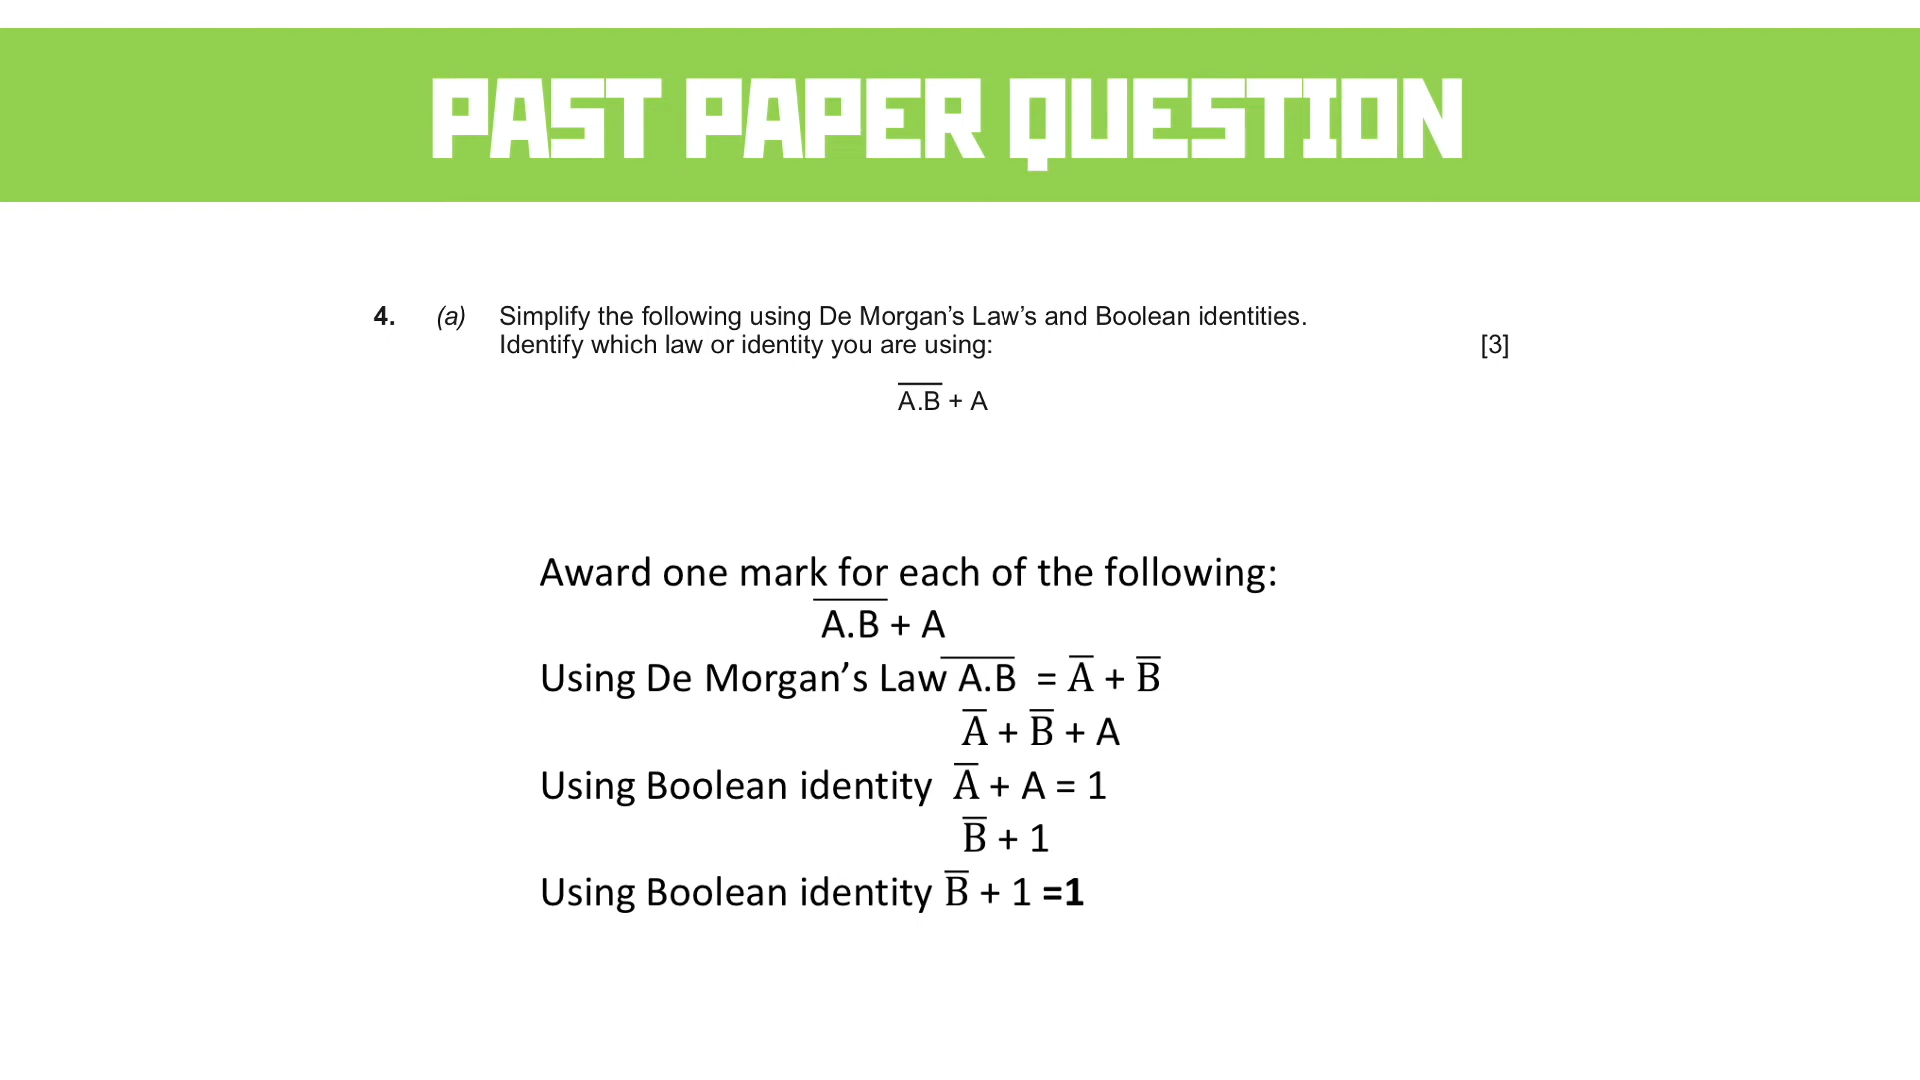 PAST PAPER QUESTION
4. (a) Simplify the following using De Morgan’s Law’s and Boolean identities.
Identify which law or identity you are using: [3]
A̅.̅B̅ + A
Award one mark for each of the following:
A̅.̅B̅ + A
Using De Morgan’s Law A̅.̅B̅ = A̅ + B̅
A̅ + B̅ + A
Using Boolean identity A̅ + A = 1
B̅ + 1
Using Boolean identity B̅ + 1 =1